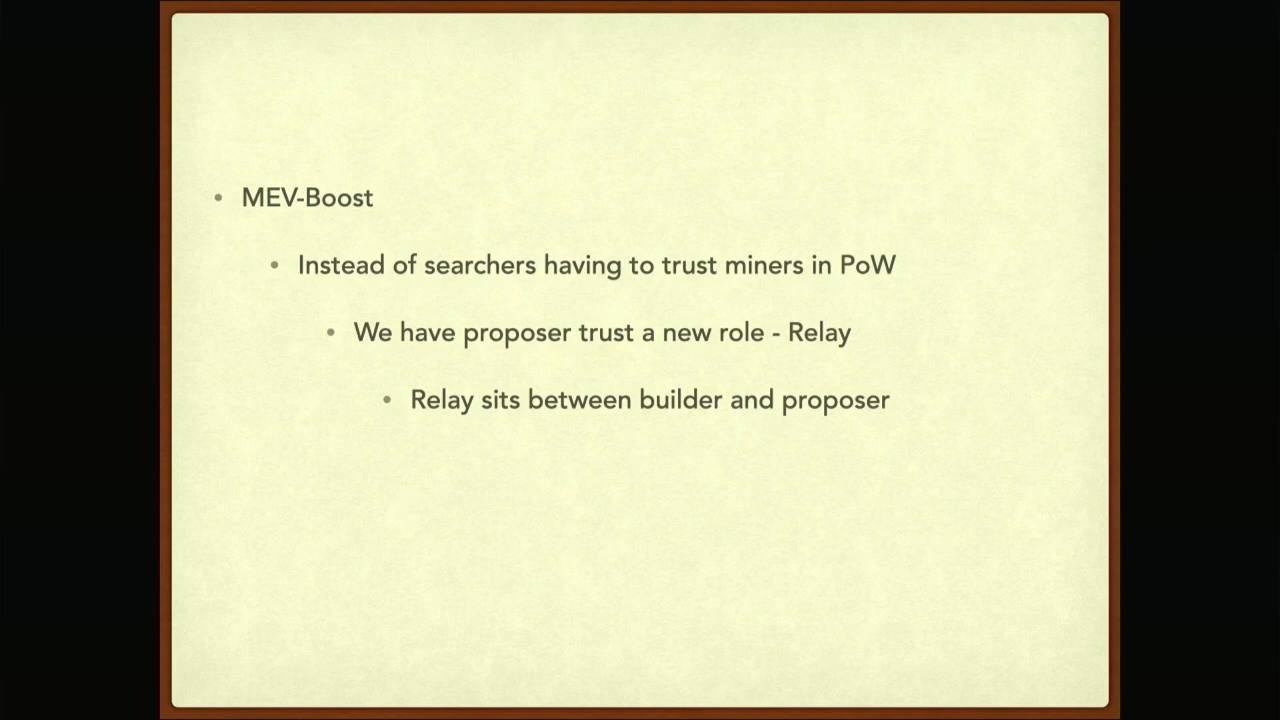 • MEV-Boost
• Instead of searchers having to trust miners in PoW
• We have proposer trust a new role - Relay
• Relay sits between builder and proposer